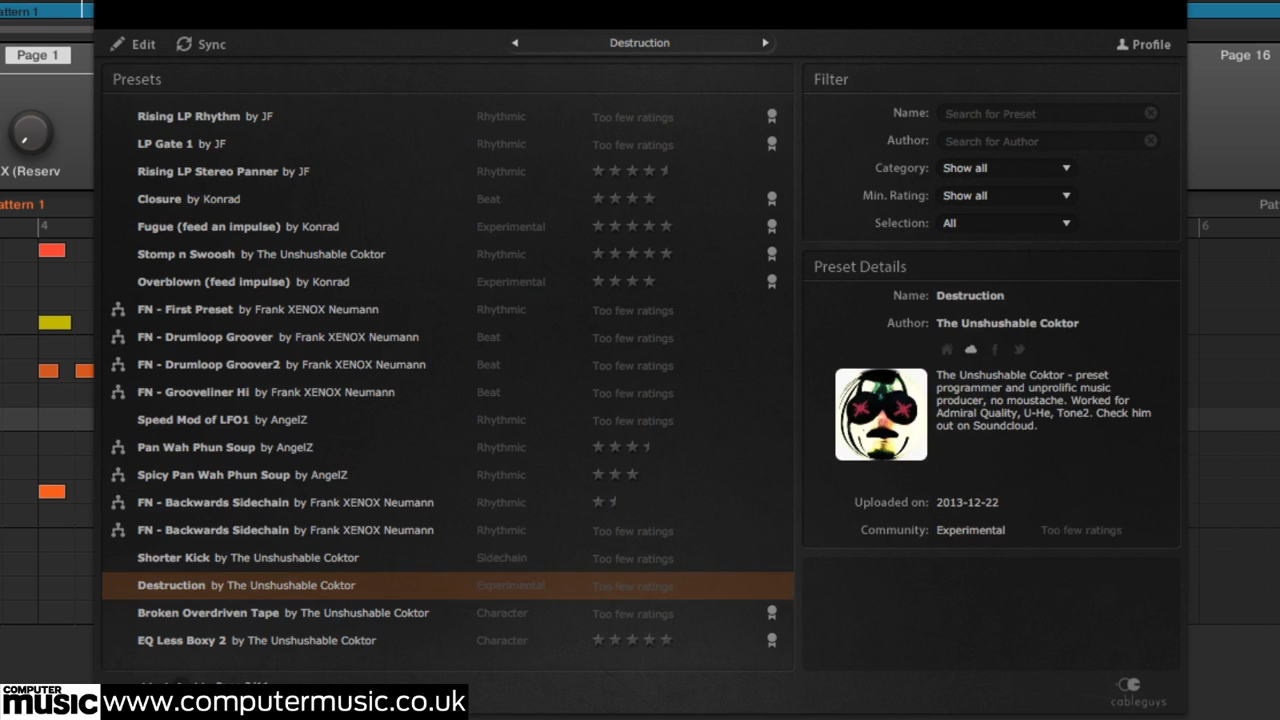 attern 1
Page 1
X (Reserv
attern 1
4
Edit
Sync
Destruction
Profile
Page 16
Pat
6
Presets
Rising LP Rhythm by JF Rhythmic Too few ratings
LP Gate 1 by JF Rhythmic Too few ratings
Rising LP Stereo Panner by JF Rhythmic
Closure by Konrad Beat
Fugue (feed an impulse) by Konrad Experimental
Stomp n Swoosh by The Unshushable Coktor Rhythmic
Overblown (feed impulse) by Konrad Experimental
FN - First Preset by Frank XENOX Neumann Rhythmic Too few ratings
FN - Drumloop Groover by Frank XENOX Neumann Beat Too few ratings
FN - Drumloop Groover2 by Frank XENOX Neumann Beat Too few ratings
FN - Grooveliner Hi by Frank XENOX Neumann Beat Too few ratings
Speed Mod of LFO1 by AngelZ Rhythmic Too few ratings
Pan Wah Phun Soup by AngelZ Rhythmic
Spicy Pan Wah Phun Soup by AngelZ Rhythmic
FN - Backwards Sidechain by Frank XENOX Neumann Rhythmic
FN - Backwards Sidechain by Frank XENOX Neumann Rhythmic Too few ratings
Shorter Kick by The Unshushable Coktor Sidechain Too few ratings
Destruction by The Unshushable Coktor Experimental Too few ratings
Broken Overdriven Tape by The Unshushable Coktor Character Too few ratings
EQ Less Boxy 2 by The Unshushable Coktor Character
Filter
Name: Search for Preset
Author: Search for Author
Category: Show all
Min. Rating: Show all
Selection: All
Preset Details
Name: Destruction
Author: The Unshushable Coktor
The Unshushable Coktor - preset
programmer and unprolific music
producer, no moustache. Worked for
Admiral Quality, U-He, Tone2. Check him
out on Soundcloud.
Uploaded on: 2013-12-22
Community: Experimental Too few ratings
cableguys
COMPUTER
music
www.computermusic.co.uk